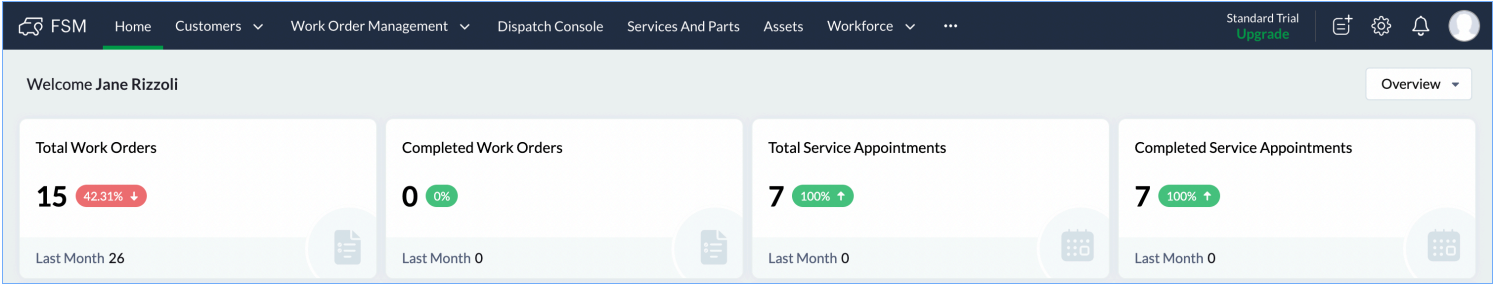 FSM Home Customers Work Order Management Dispatch Console Services And Parts Assets Workforce ••• Standard Trial
Upgrade
Welcome Jane Rizzoli Overview
Total Work Orders Completed Work Orders Total Service Appointments Completed Service Appointments
15 42.31% ↓ 0 0% 7 100% ↑ 7 100% ↑
Last Month 26 Last Month 0 Last Month 0 Last Month 0